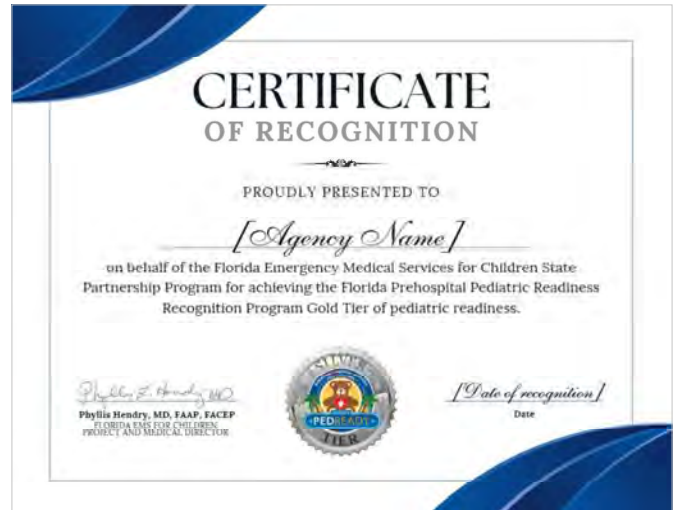 CERTIFICATE
OF RECOGNITION
PROUDLY PRESENTED TO
[Agency Name]
on behalf of the Florida Emergency Medical Services for Children State
Partnership Program for achieving the Florida Prehospital Pediatric Readiness
Recognition Program Gold Tier of pediatric readiness.
Phyllis Hendry, MD, FAAP, FACEP
FLORIDA EMS FOR CHILDREN
PROJECT AND MEDICAL DIRECTOR
SILVER
PEDREADY
TIER
[Date of recognition]
Date